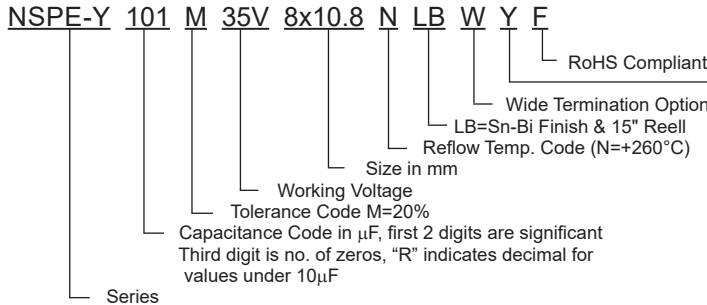 NSPE-Y 101 M 35V 8x10.8 N LB W Y F
RoHS Compliant
Wide Termination Option
LB=Sn-Bi Finish & 15" Reell
Reflow Temp. Code (N=+260°C)
Size in mm
Working Voltage
Tolerance Code M=20%
Capacitance Code in μF, first 2 digits are significant
Third digit is no. of zeros, “R” indicates decimal for
values under 10μF
Series